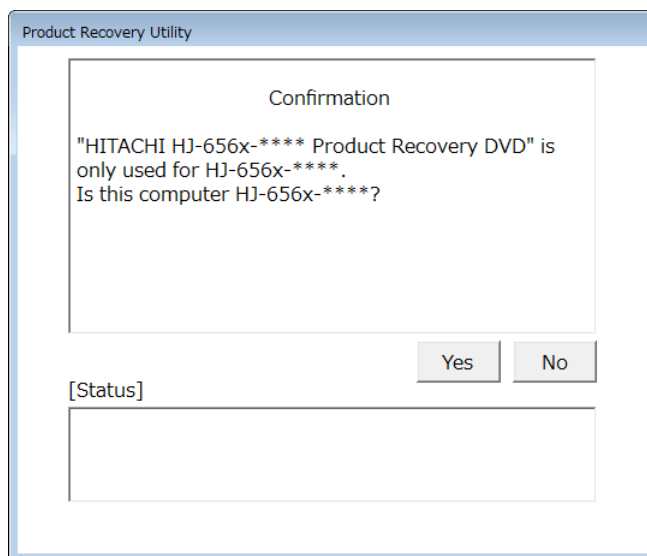 Product Recovery Utility
Confirmation
"HITACHI HJ-656x-**** Product Recovery DVD" is
only used for HJ-656x-****.
Is this computer HJ-656x-****?
Yes No
[Status]